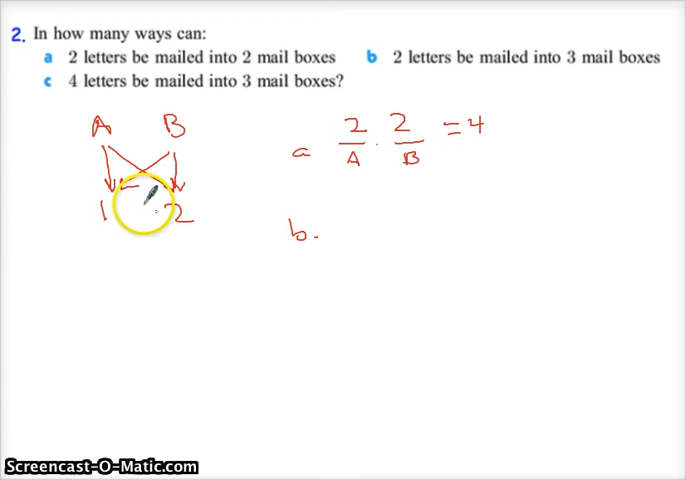 2. In how many ways can:
a 2 letters be mailed into 2 mail boxes b 2 letters be mailed into 3 mail boxes
c 4 letters be mailed into 3 mail boxes?
A B
1 2
a 2/A · 2/B = 4
b.
Screencast-O-Matic.com